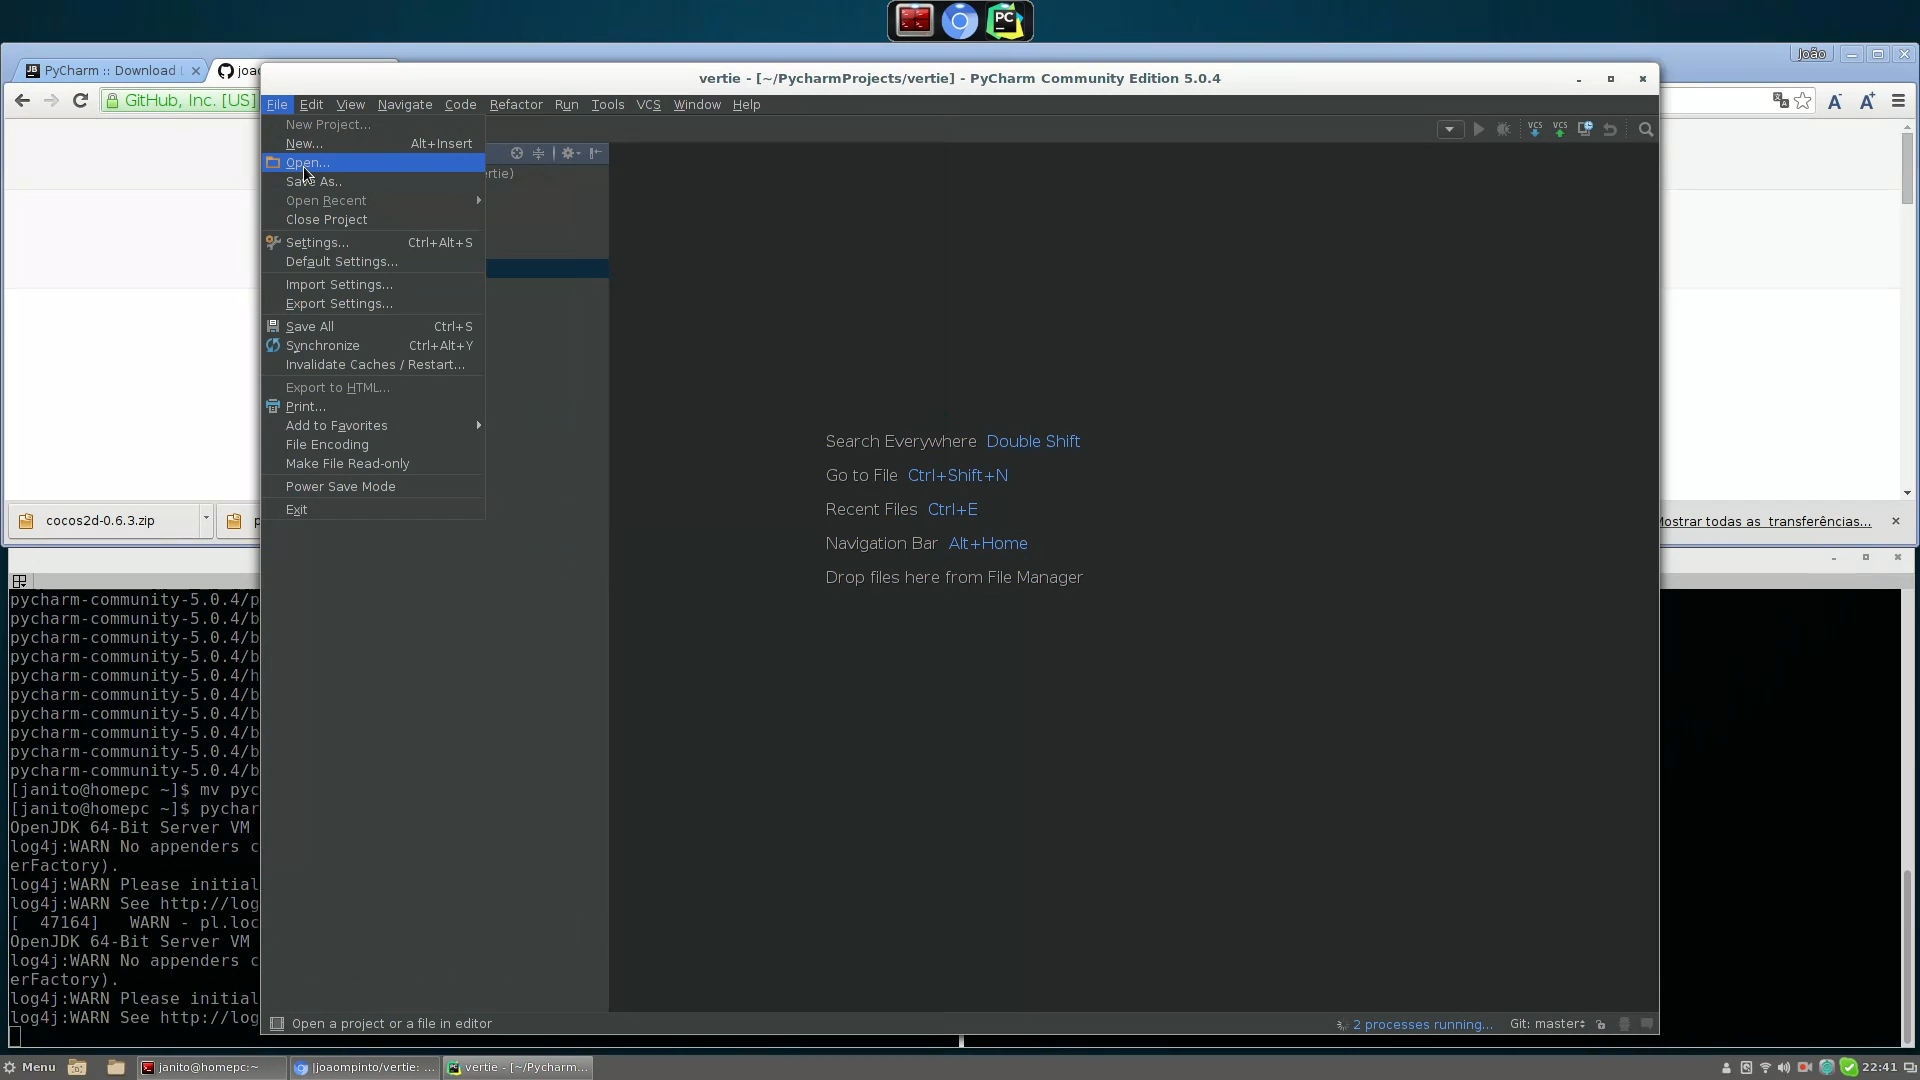 João
PyCharm :: Download
joao
GitHub, Inc. [US]
vertie - [~/PycharmProjects/vertie] - PyCharm Community Edition 5.0.4
File Edit View Navigate Code Refactor Run Tools VCS Window Help
New Project...
New... Alt+Insert
Open...
Save As..
Open Recent
Close Project
Settings... Ctrl+Alt+S
Default Settings...
Import Settings...
Export Settings...
Save All Ctrl+S
Synchronize Ctrl+Alt+Y
Invalidate Caches / Restart...
Export to HTML...
Print...
Add to Favorites
File Encoding
Make File Read-only
Power Save Mode
Exit
rtie)
VCS VCS
Search Everywhere Double Shift
Go to File Ctrl+Shift+N
Recent Files Ctrl+E
Navigation Bar Alt+Home
Drop files here from File Manager
cocos2d-0.6.3.zip p
Mostrar todas as transferências...
pycharm-community-5.0.4/p
pycharm-community-5.0.4/b
pycharm-community-5.0.4/b
pycharm-community-5.0.4/b
pycharm-community-5.0.4/h
pycharm-community-5.0.4/b
pycharm-community-5.0.4/b
pycharm-community-5.0.4/b
pycharm-community-5.0.4/b
pycharm-community-5.0.4/b
[janito@homepc ~]$ mv pyc
[janito@homepc ~]$ pychar
OpenJDK 64-Bit Server VM
log4j:WARN No appenders c
erFactory).
log4j:WARN Please initial
log4j:WARN See http://log
[  47164]   WARN - pl.loc
OpenJDK 64-Bit Server VM
log4j:WARN No appenders c
erFactory).
log4j:WARN Please initial
log4j:WARN See http://log
Open a project or a file in editor
2 processes running...
Git: master
Menu
janito@homepc:~
joaompinto/vertie: ...
vertie - [~/Pycharm...
22:41